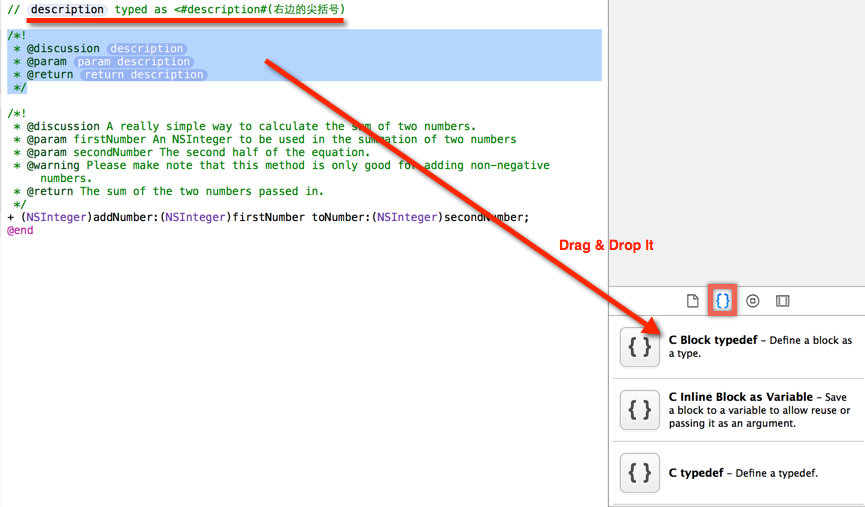 // description typed as <#description#(右边的尖括号)
/*!
* @discussion description
* @param param description
* @return return description
*/
/*!
* @discussion A really simple way to calculate the sum of two numbers.
* @param firstNumber An NSInteger to be used in the summation of two numbers
* @param secondNumber The second half of the equation.
* @warning Please make note that this method is only good for adding non-negative
numbers.
* @return The sum of the two numbers passed in.
*/
+ (NSInteger)addNumber:(NSInteger)firstNumber toNumber:(NSInteger)secondNumber;
@end
Drag & Drop It
{}
{ }
C Block typedef – Define a block as
a type.
{ }
C Inline Block as Variable – Save
a block to a variable to allow reuse or
passing it as an argument.
{ }
C typedef – Define a typedef.